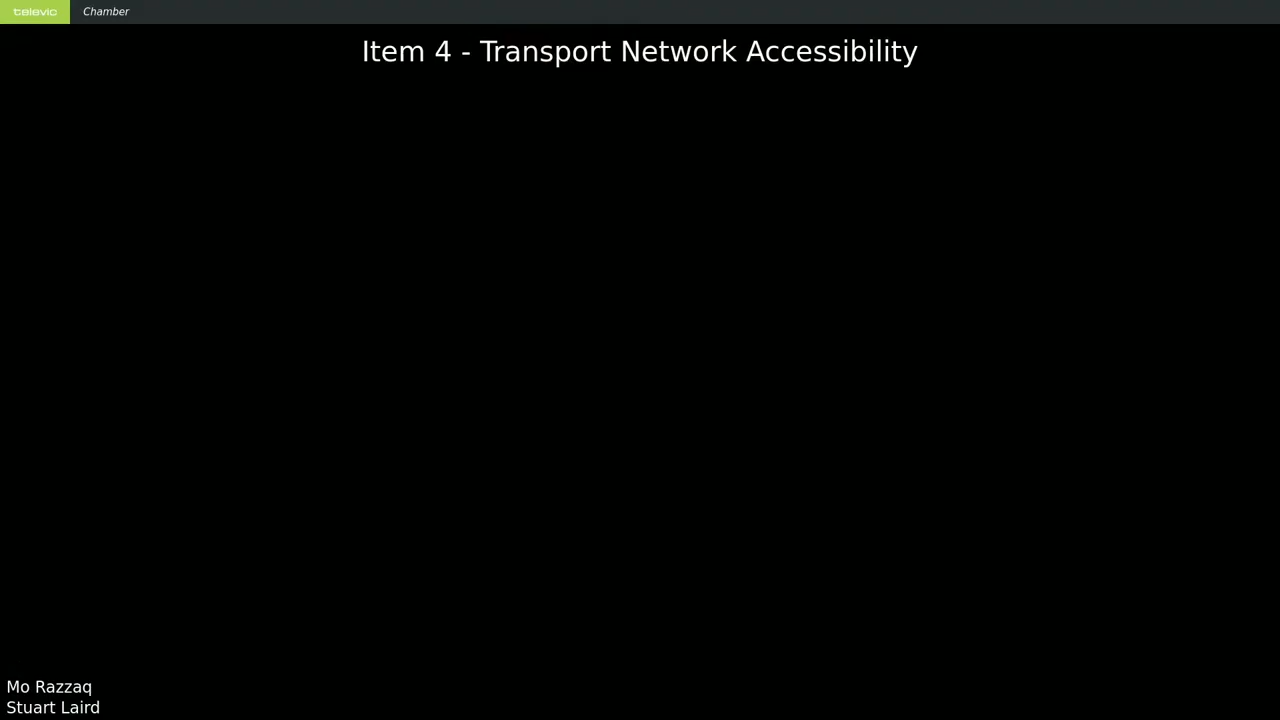 televic
Chamber
Item 4 - Transport Network Accessibility
Mo Razzaq
Stuart Laird